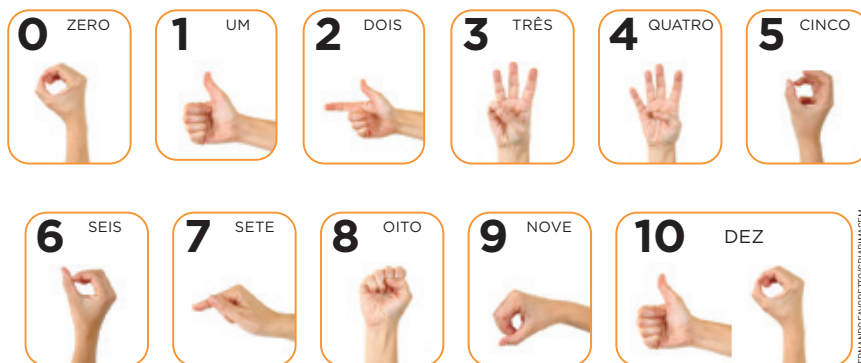 0 ZERO
1 UM
2 DOIS
3 TRÊS
4 QUATRO
5 CINCO
6 SEIS
7 SETE
8 OITO
9 NOVE
10 DEZ